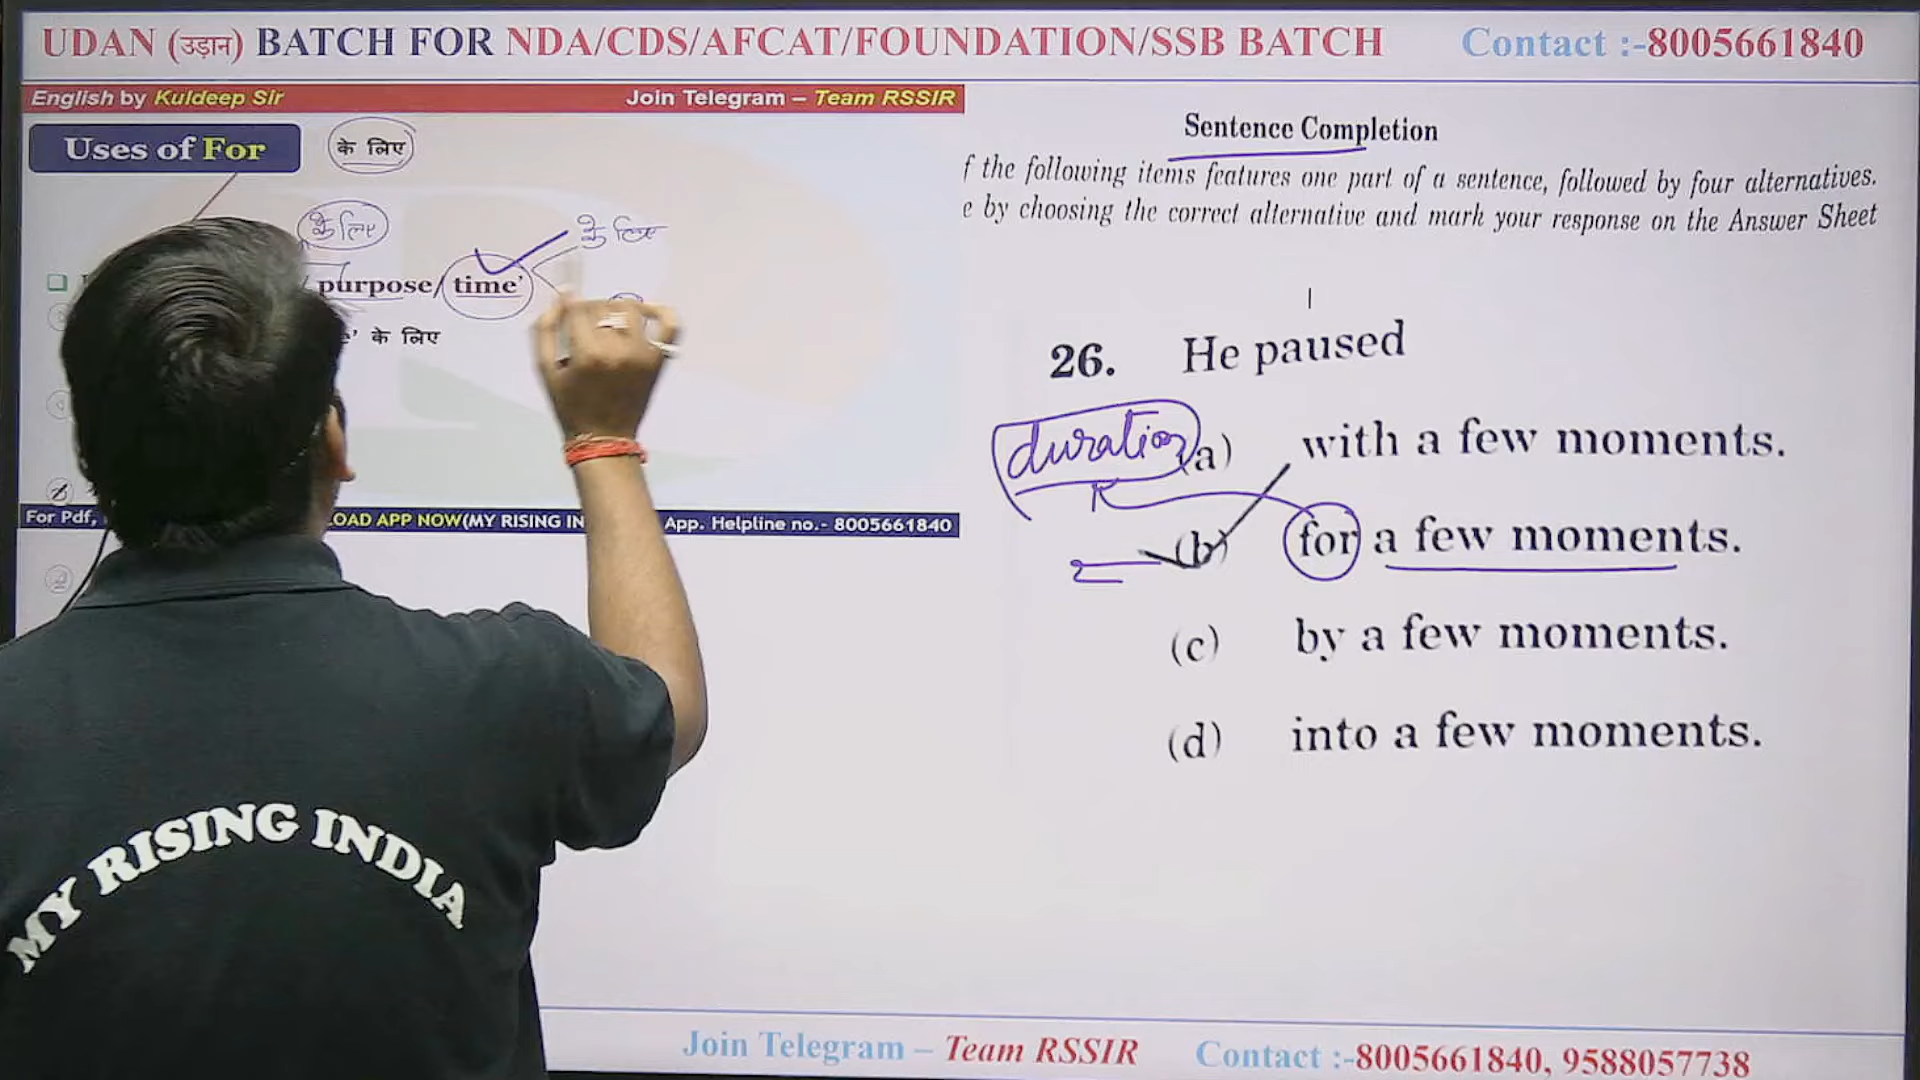 UDAN (उड़ान) BATCH FOR NDA/CDS/AFCAT/FOUNDATION/SSB BATCH Contact :-8005661840
English by Kuldeep Sir Join Telegram – Team RSSIR
Uses of For के लिए
के लिए के लिए
purpose/time’
के लिए
For Pdf, OAD APP NOW(MY RISING IN App. Helpline no.- 8005661840
Sentence Completion
f the following items features one part of a sentence, followed by four alternatives.
e by choosing the correct alternative and mark your response on the Answer Sheet
26. He paused
duration
(a) with a few moments.
(b) for a few moments.
(c) by a few moments.
(d) into a few moments.
MY RISING INDIA
Join Telegram – Team RSSIR Contact :-8005661840, 9588057738